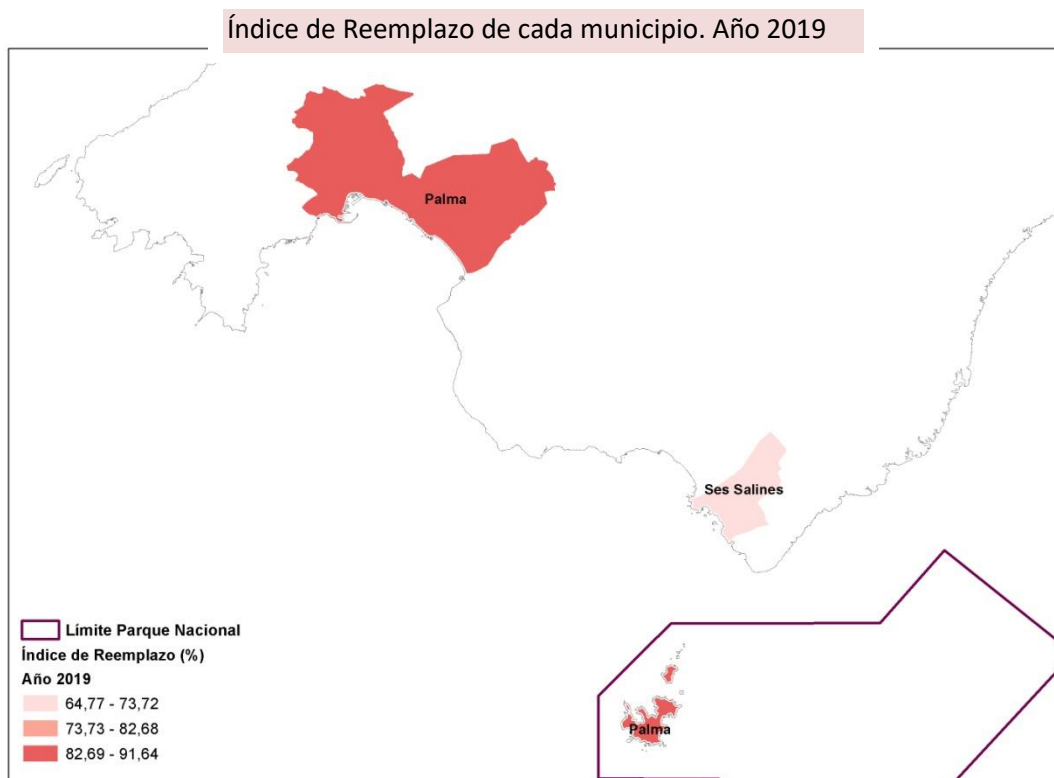 Índice de Reemplazo de cada municipio. Año 2019
Palma
Ses Salines
Palma
Límite Parque Nacional
Índice de Reemplazo (%)
Año 2019
64,77 - 73,72
73,73 - 82,68
82,69 - 91,64